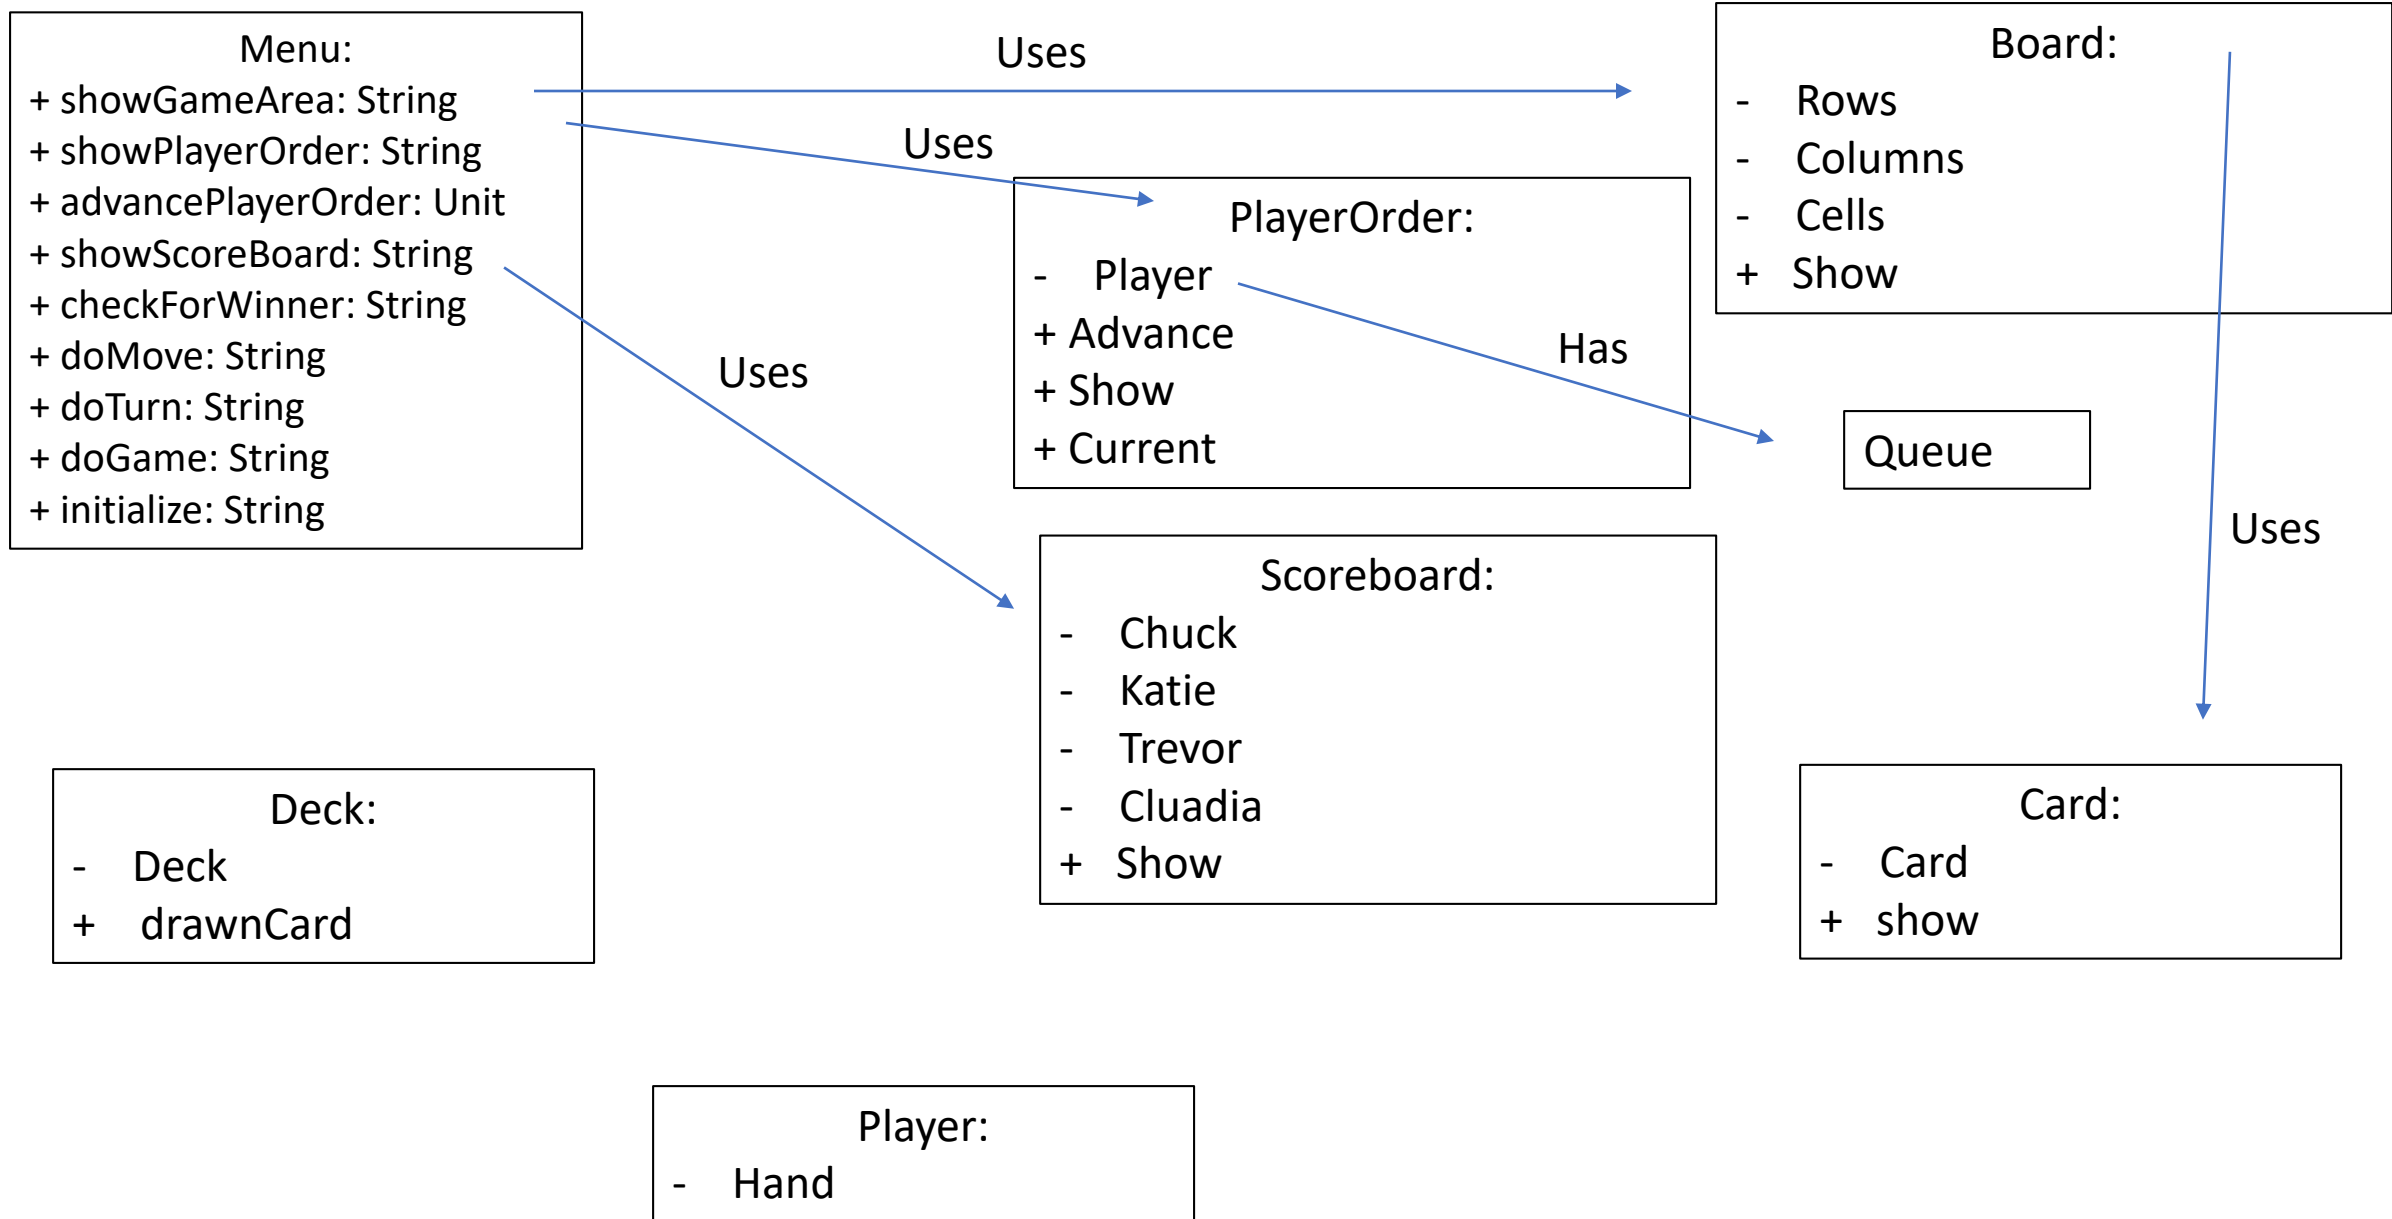 Menu:
+ showGameArea: String
+ showPlayerOrder: String
+ advancePlayerOrder: Unit
+ showScoreBoard: String
+ checkForWinner: String
+ doMove: String
+ doTurn: String
+ doGame: String
+ initialize: String
Uses
Uses
Uses
Board:
- Rows
- Columns
- Cells
+ Show
PlayerOrder:
- Player
+ Advance
+ Show
+ Current
Has
Queue
Uses
Scoreboard:
- Chuck
- Katie
- Trevor
- Cluadia
+ Show
Deck:
- Deck
+ drawnCard
Card:
- Card
+ show
Player:
- Hand